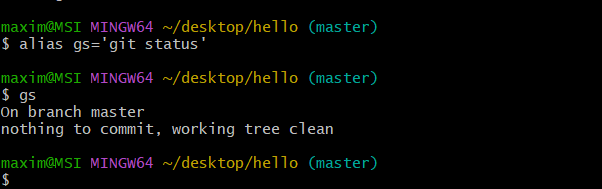 maxim@MSI MINGW64 ~/desktop/hello (master)
$ alias gs='git status'
maxim@MSI MINGW64 ~/desktop/hello (master)
$ gs
On branch master
nothing to commit, working tree clean
maxim@MSI MINGW64 ~/desktop/hello (master)
$